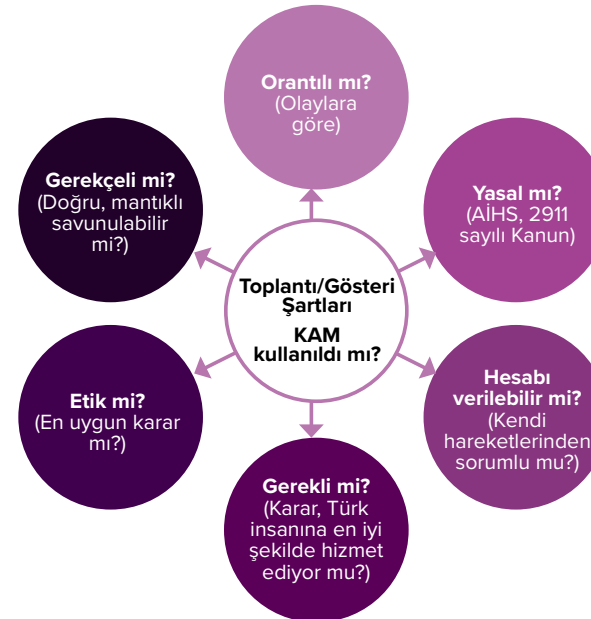 Orantılı mı?
(Olaylara
göre)
Gerekçeli mi?
(Doğru, mantıklı
savunulabilir
mi?)
Yasal mı?
(AİHS, 2911
sayılı Kanun)
Toplantı/Gösteri
Şartları
KAM
kullanıldı mı?
Etik mi?
(En uygun karar
mı?)
Hesabı
verilebilir mi?
(Kendi
hareketlerinden
sorumlu mu?)
Gerekli mi?
(Karar, Türk
insanına en iyi
şekilde hizmet
ediyor mu?)